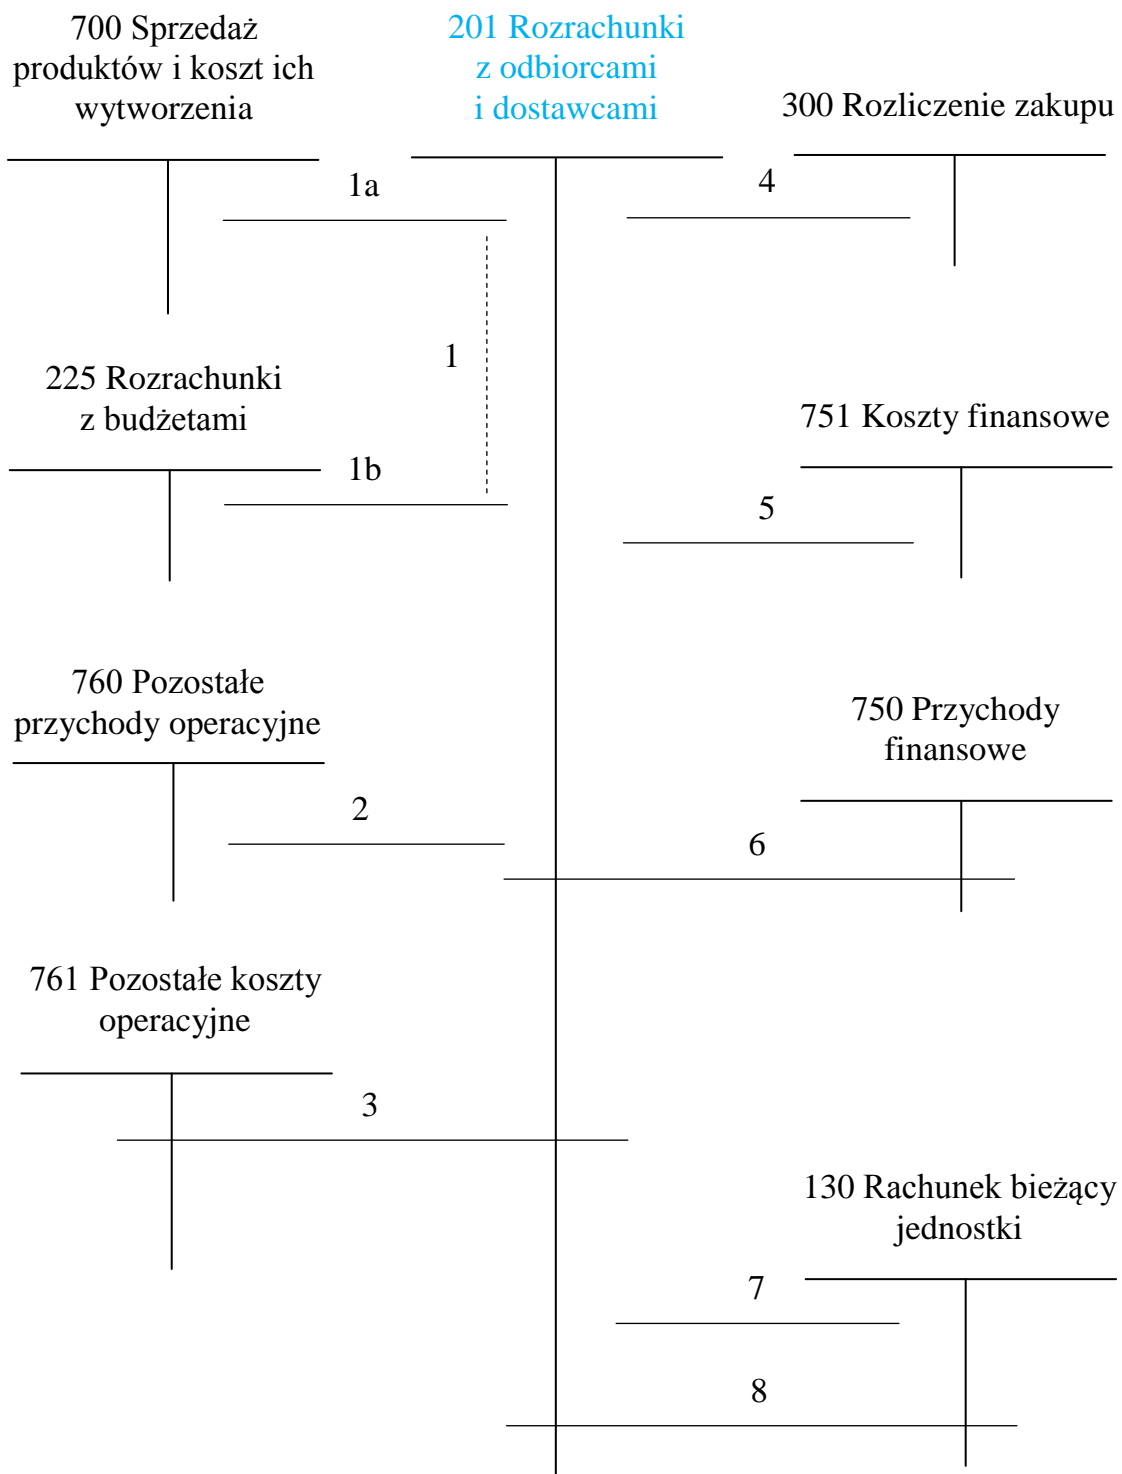 700 Sprzedaż
produktów i koszt ich
wytworzenia
201 Rozrachunki
z odbiorcami
i dostawcami
300 Rozliczenie zakupu
1a
4
1
225 Rozrachunki
z budżetami
751 Koszty finansowe
1b
5
760 Pozostałe
przychody operacyjne
750 Przychody
finansowe
2
6
761 Pozostałe koszty
operacyjne
3
130 Rachunek bieżący
jednostki
7
8